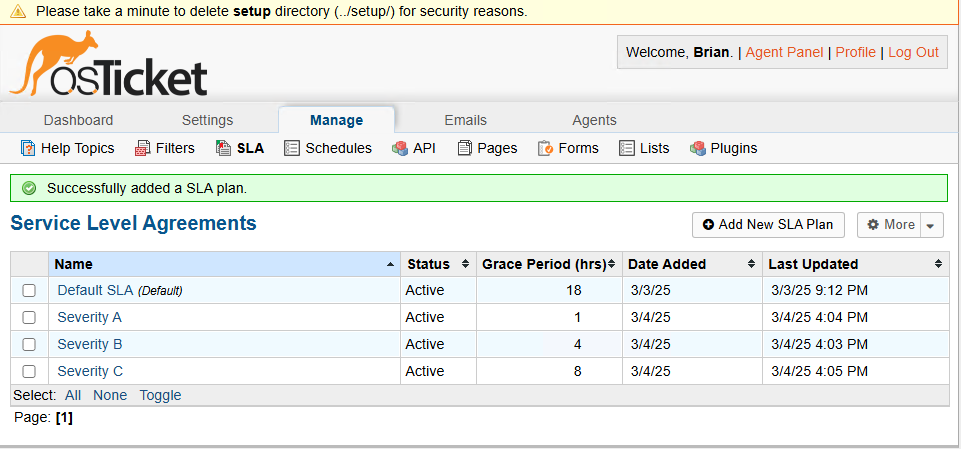 Please take a minute to delete setup directory (../setup/) for security reasons.
osTicket
Welcome, Brian. | Agent Panel | Profile | Log Out
Dashboard Settings Manage Emails Agents
Help Topics Filters SLA Schedules API Pages Forms Lists Plugins
Successfully added a SLA plan.
Service Level Agreements Add New SLA Plan More
Name Status Grace Period (hrs) Date Added Last Updated
Default SLA (Default) Active 18 3/3/25 3/3/25 9:12 PM
Severity A Active 1 3/4/25 3/4/25 4:04 PM
Severity B Active 4 3/4/25 3/4/25 4:03 PM
Severity C Active 8 3/4/25 3/4/25 4:05 PM
Select: All None Toggle
Page: [1]